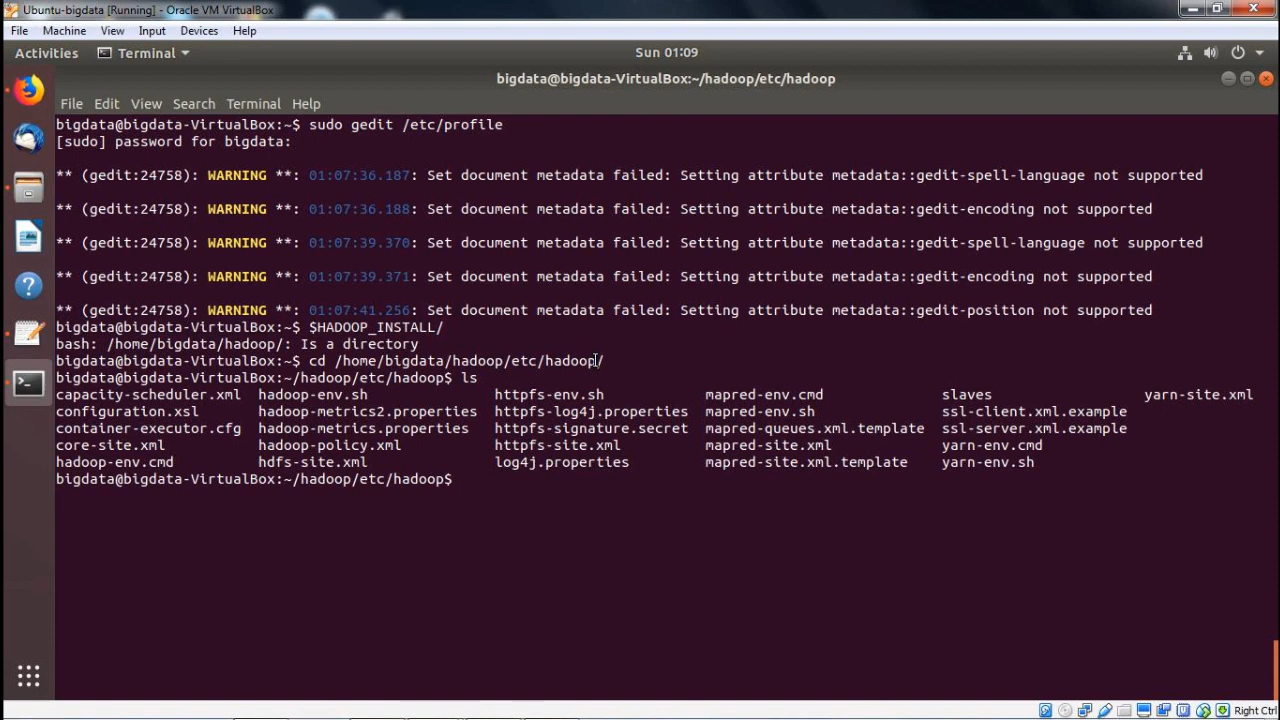 Ubuntu-bigdata [Running] - Oracle VM VirtualBox
File Machine View Input Devices Help
Activities Terminal Sun 01:09
bigdata@bigdata-VirtualBox:~/hadoop/etc/hadoop
File Edit View Search Terminal Help
bigdata@bigdata-VirtualBox:~$ sudo gedit /etc/profile
[sudo] password for bigdata:
** (gedit:24758): WARNING **: 01:07:36.187: Set document metadata failed: Setting attribute metadata::gedit-spell-language not supported
** (gedit:24758): WARNING **: 01:07:36.188: Set document metadata failed: Setting attribute metadata::gedit-encoding not supported
** (gedit:24758): WARNING **: 01:07:39.370: Set document metadata failed: Setting attribute metadata::gedit-spell-language not supported
** (gedit:24758): WARNING **: 01:07:39.371: Set document metadata failed: Setting attribute metadata::gedit-encoding not supported
** (gedit:24758): WARNING **: 01:07:41.256: Set document metadata failed: Setting attribute metadata::gedit-position not supported
bigdata@bigdata-VirtualBox:~$ $HADOOP_INSTALL/
bash: /home/bigdata/hadoop/: Is a directory
bigdata@bigdata-VirtualBox:~$ cd /home/bigdata/hadoop/etc/hadoop/
bigdata@bigdata-VirtualBox:~/hadoop/etc/hadoop$ ls
capacity-scheduler.xml hadoop-env.sh httpfs-env.sh mapred-env.cmd slaves yarn-site.xml
configuration.xsl hadoop-metrics2.properties httpfs-log4j.properties mapred-env.sh ssl-client.xml.example
container-executor.cfg hadoop-metrics.properties httpfs-signature.secret mapred-queues.xml.template ssl-server.xml.example
core-site.xml hadoop-policy.xml httpfs-site.xml mapred-site.xml yarn-env.cmd
hadoop-env.cmd hdfs-site.xml log4j.properties mapred-site.xml.template yarn-env.sh
bigdata@bigdata-VirtualBox:~/hadoop/etc/hadoop$
Right Ctrl